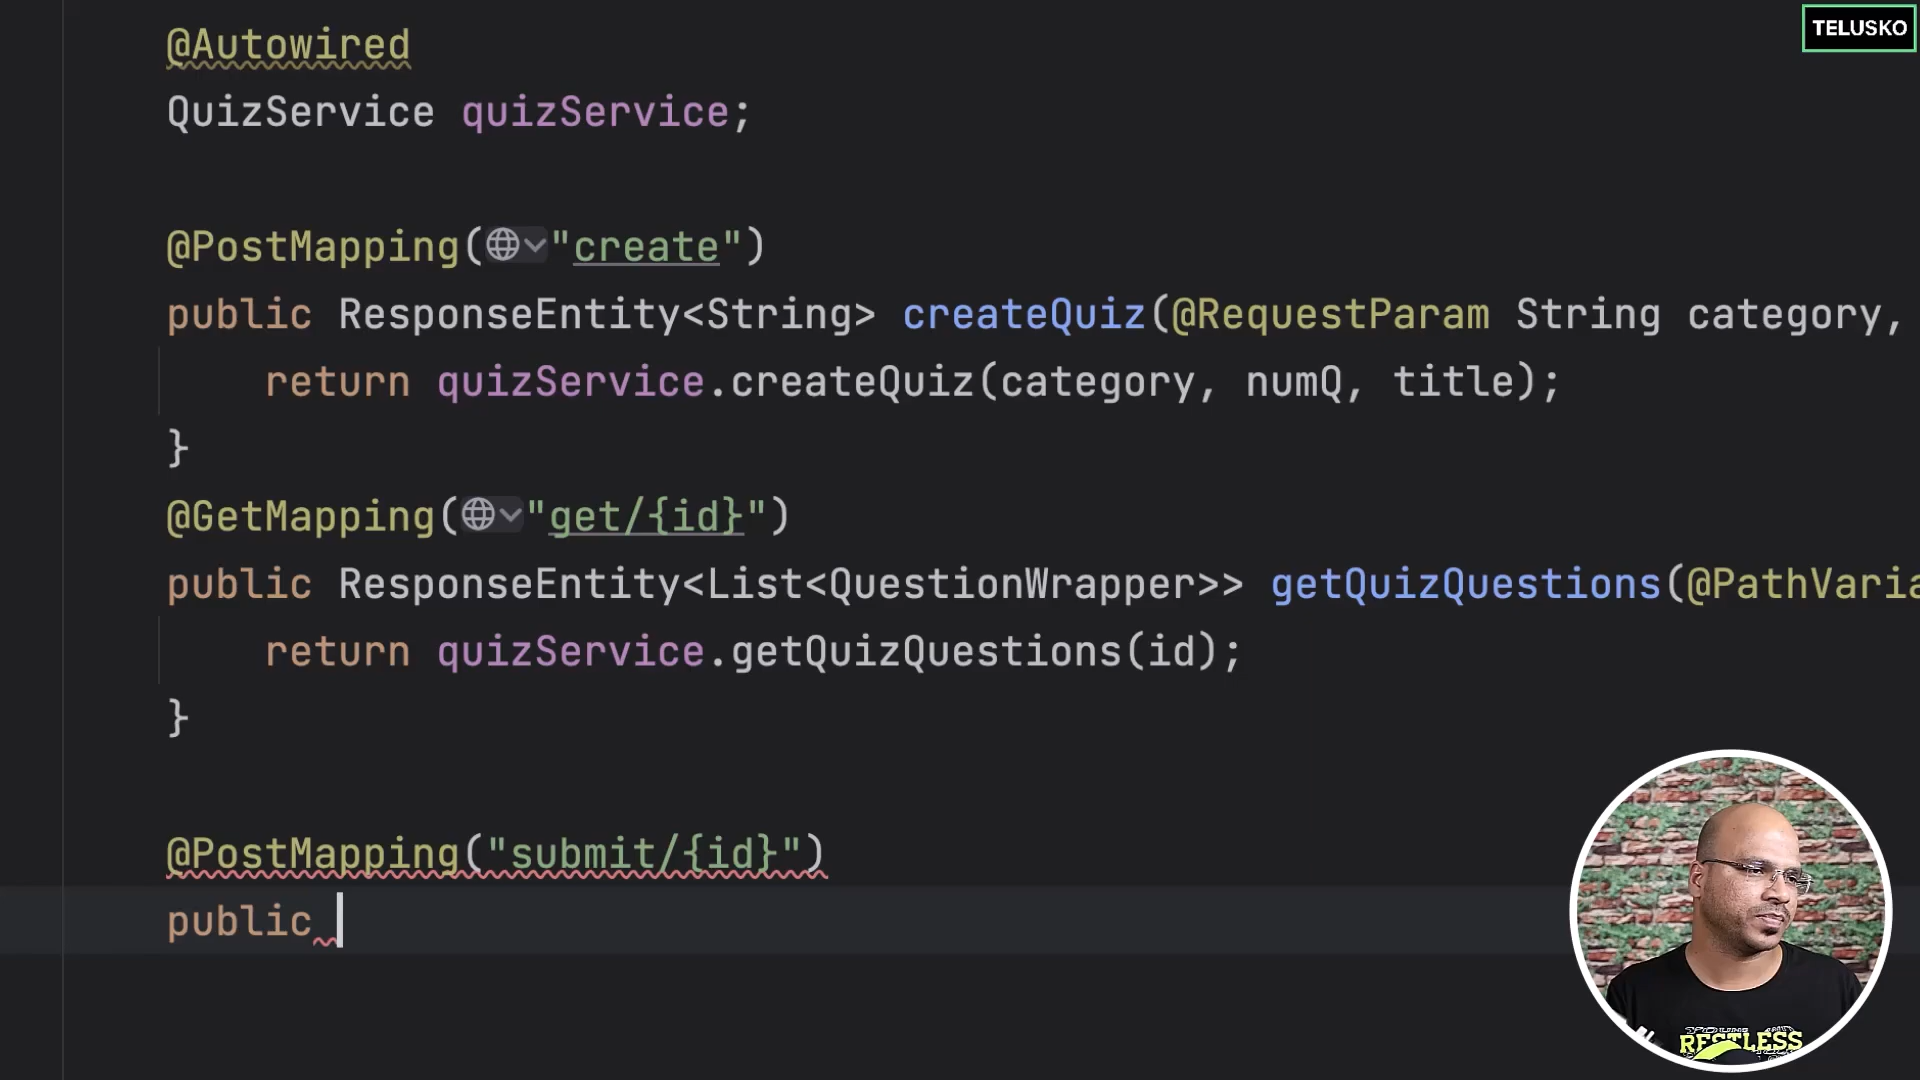 @Autowired
TELUSKO
QuizService quizService;
@PostMapping("create")
public ResponseEntity<String> createQuiz(@RequestParam String category,
return quizService.createQuiz(category, numQ, title);
}
@GetMapping("get/{id}")
public ResponseEntity<List<QuestionWrapper>> getQuizQuestions(@PathVaria
return quizService.getQuizQuestions(id);
}
@PostMapping("submit/{id}")
public
RESTLESS